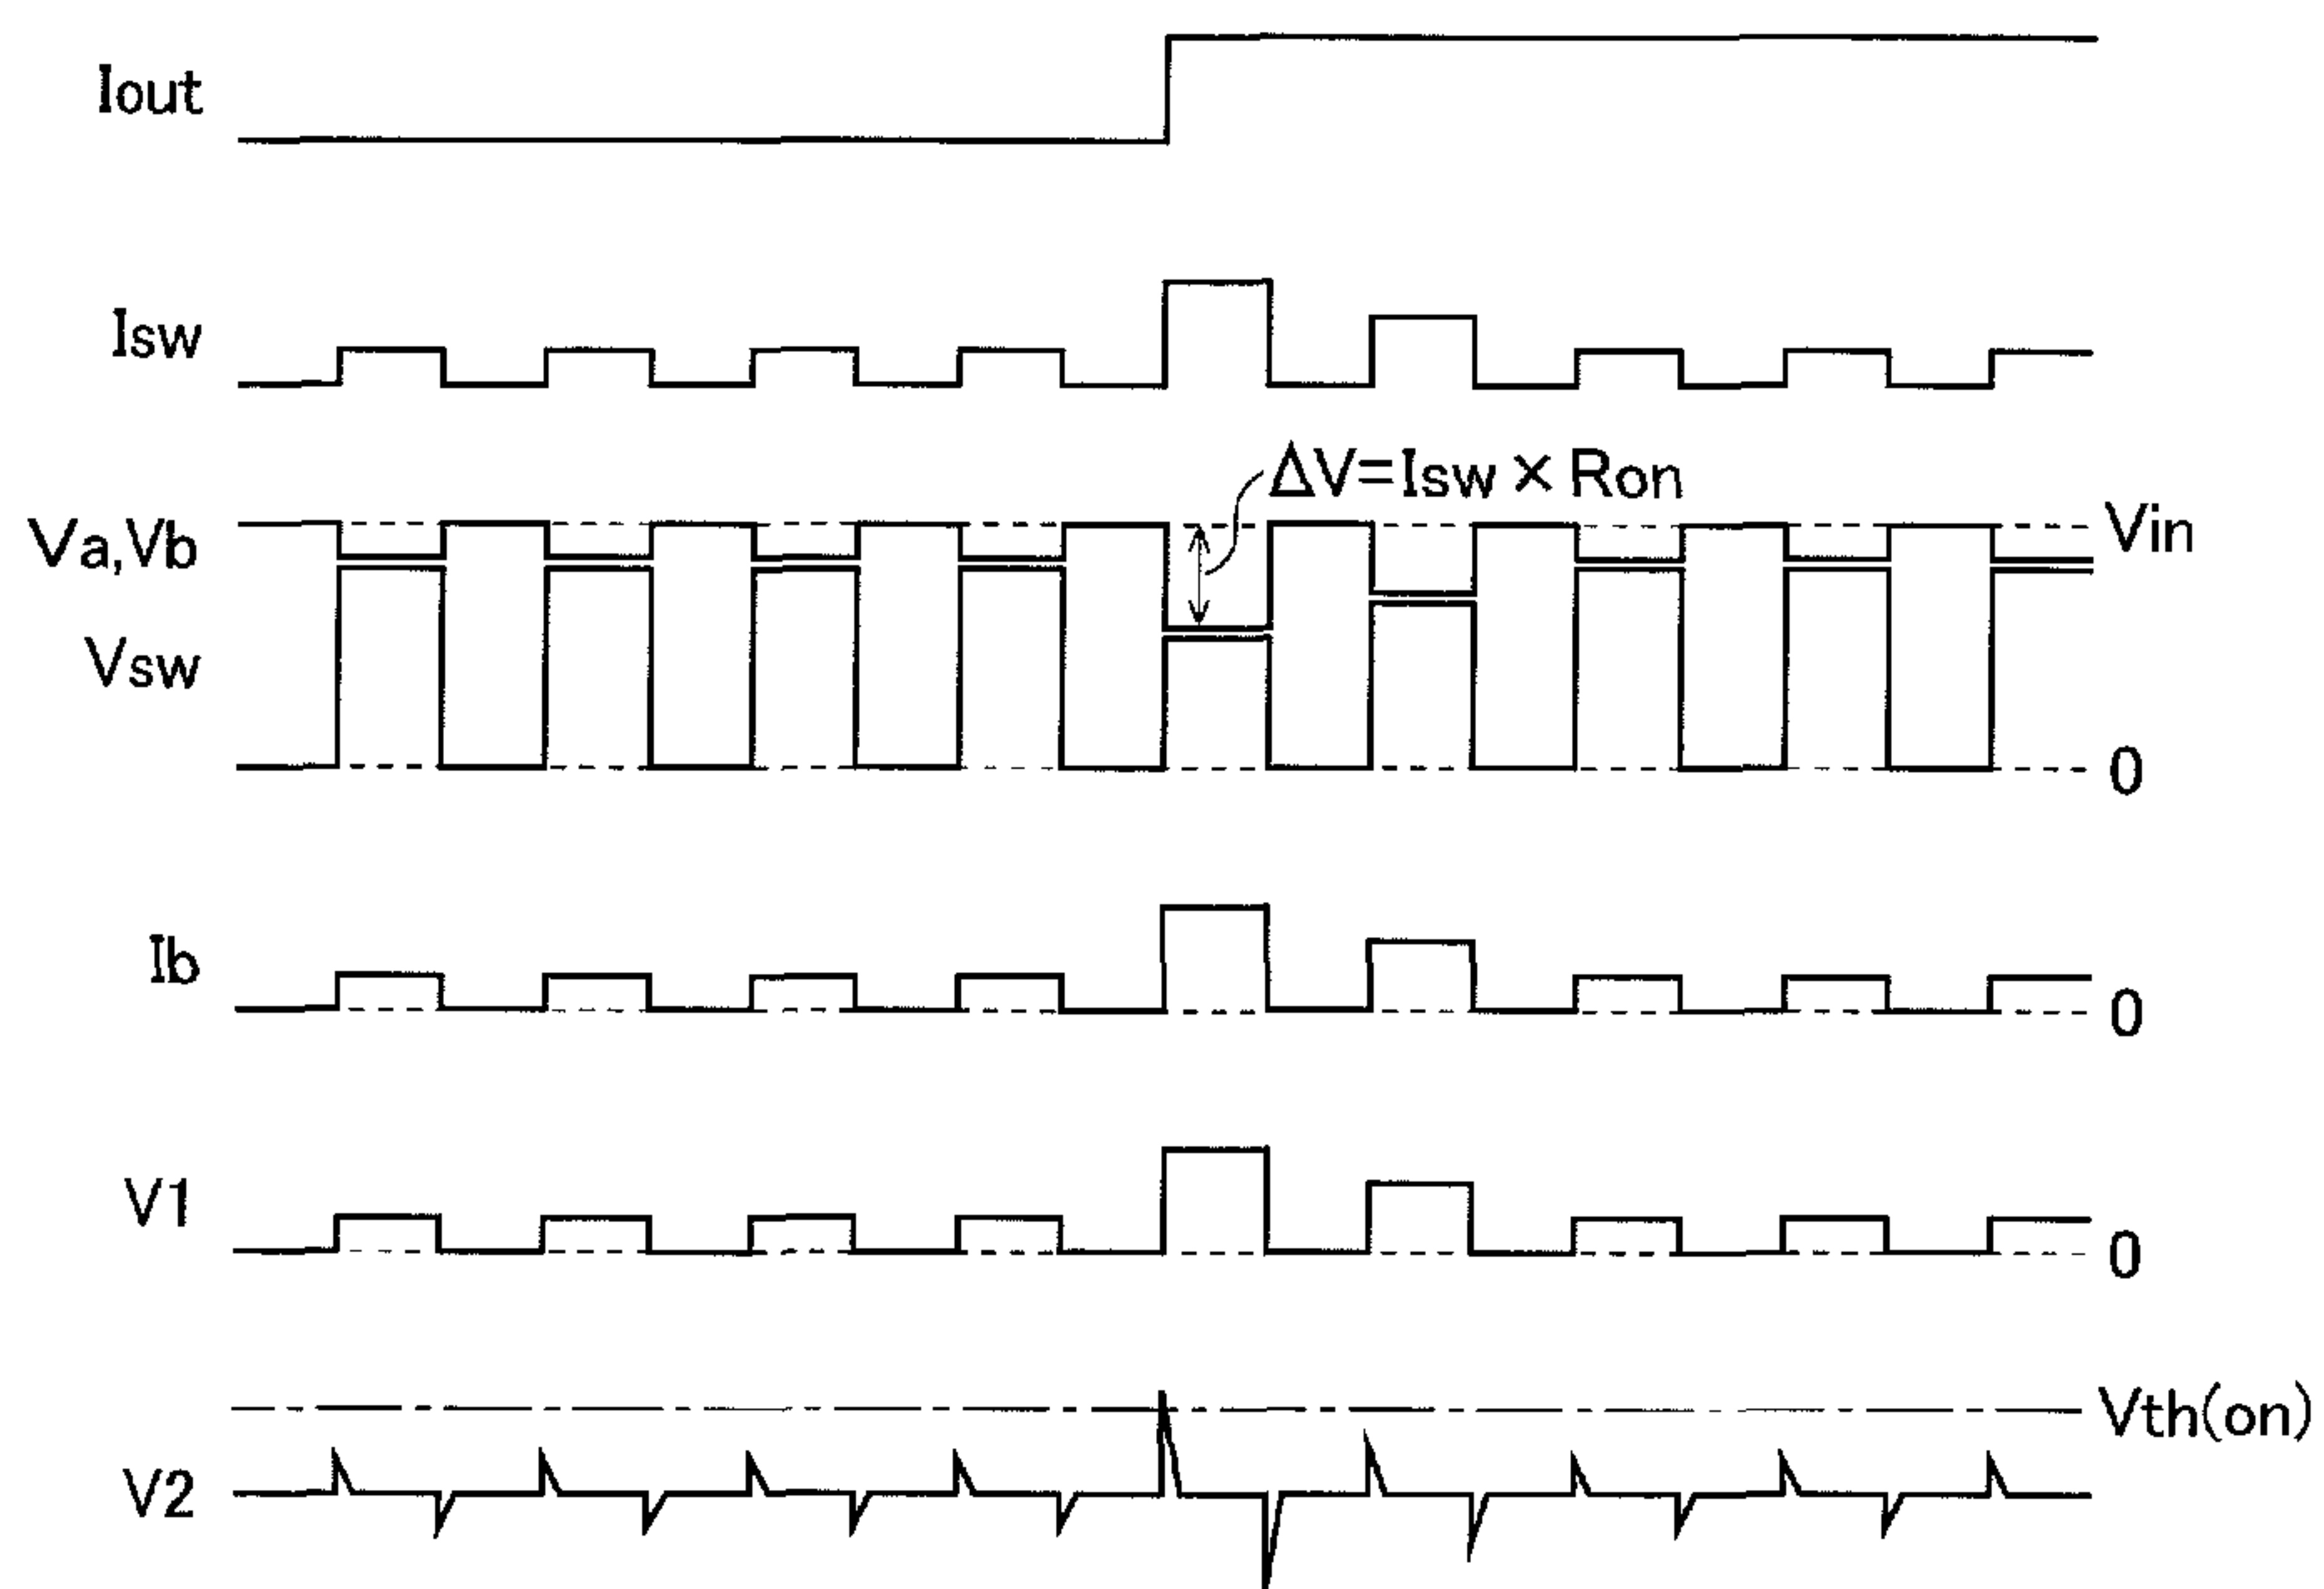 Iout
Isw
ΔV=Isw × Ron
Va,Vb
Vin
Vsw
0
Ib
0
V1
0
Vth(on)
V2